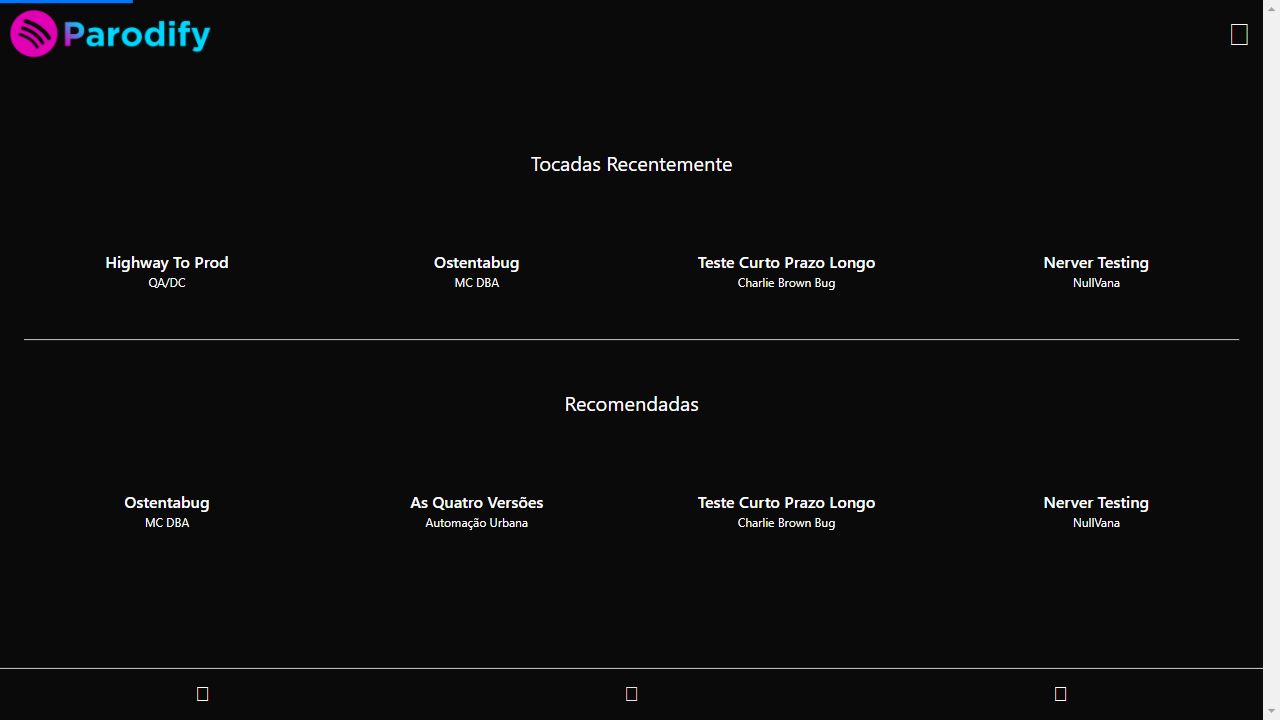 Parodify
Tocadas Recentemente
Highway To Prod
QA/DC
Ostentabug
MC DBA
Teste Curto Prazo Longo
Charlie Brown Bug
Nerver Testing
NullVana
Recomendadas
Ostentabug
MC DBA
As Quatro Versões
Automação Urbana
Teste Curto Prazo Longo
Charlie Brown Bug
Nerver Testing
NullVana